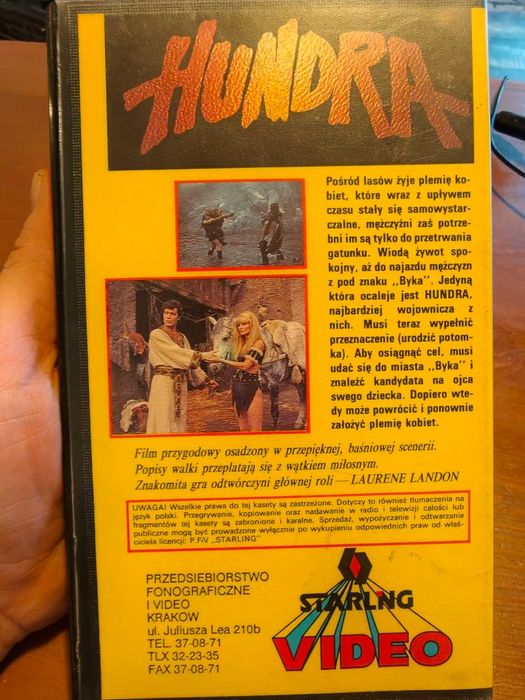 HUNDRA
Pośród lasów żyje plemię ko-
biet, które wraz z upływem
czasu stały się samowystar-
czalne, mężczyźni zaś potrze-
bni im są tylko do przetrwania
gatunku. Wiodą żywot spo-
kojny, aż do najazdu mężczyzn
z pod znaku „Byka". Jedyną
która ocaleje jest HUNDRA,
najbardziej wojownicza z
nich. Musi teraz wypełnić
przeznaczenie (urodzić potom-
ka). Aby osiągnąć cel, musi
udać się do miasta „Byka" i
znaleźć kandydata na ojca
swego dziecka. Dopiero wte-
dy może powrócić i ponownie
założyć plemię kobiet.
Film przygodowy osadzony w przepięknej, baśniowej scenerii.
Popisy walki przeplatają się z wątkiem miłosnym.
Znakomita gra odtwórczyni głównej roli — LAURENE LANDON
UWAGA! Wszelkie prawa do tej kasety są zastrzeżone. Dotyczy to również tłumaczenia na
język polski. Przegrywanie, kopiowanie oraz nadawanie w radio i telewizji całości lub
fragmentów tej kasety są zabronione i karalne. Sprzedaż, wypożyczanie i odtwarzanie
publiczne mogą być prowadzone wyłącznie po wykupieniu odpowiednich praw od właś-
ciciela licencji: P.FiV „STARLING"
PRZEDSIEBIORSTWO
FONOGRAFICZNE
I VIDEO
KRAKOW
ul. Juliusza Lea 210b
TEL. 37-08-71
TLX 32-23-35
FAX 37-08-71
STARLING
VIDEO